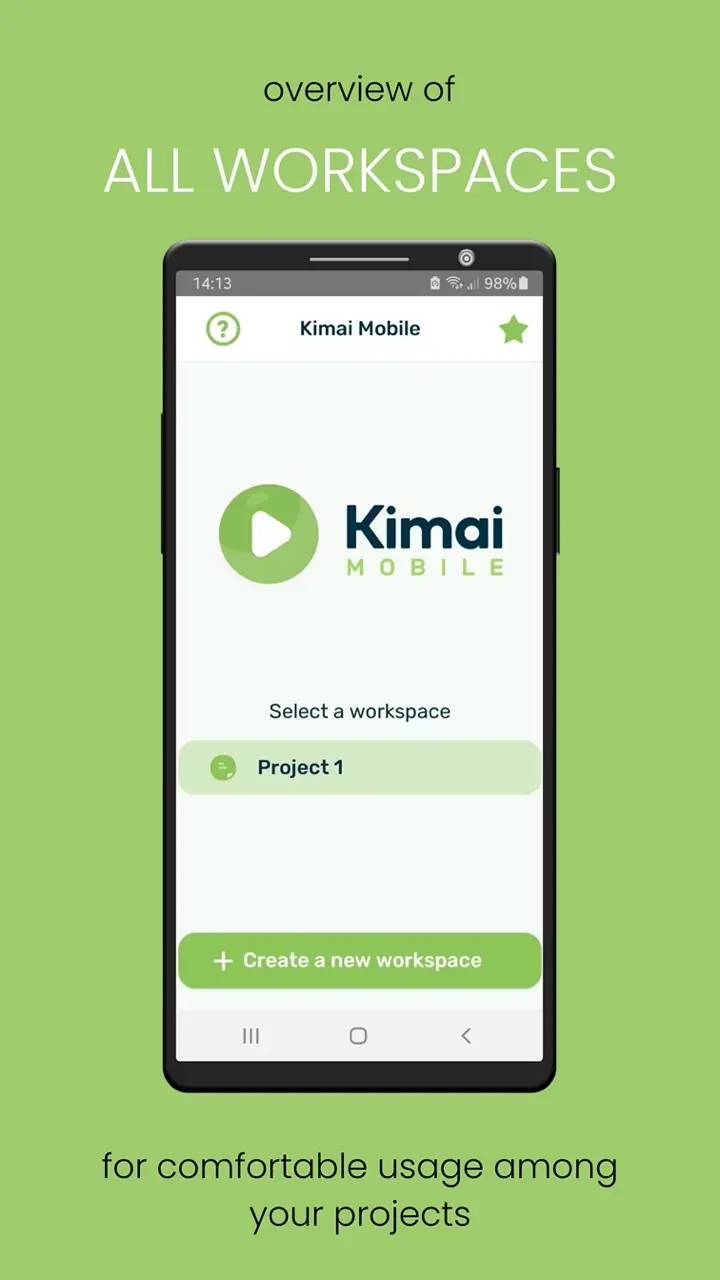 overview of
ALL WORKSPACES
14:13
98%
Kimai Mobile
Kimai
MOBILE
Select a workspace
Project 1
+ Create a new workspace
for comfortable usage among
your projects